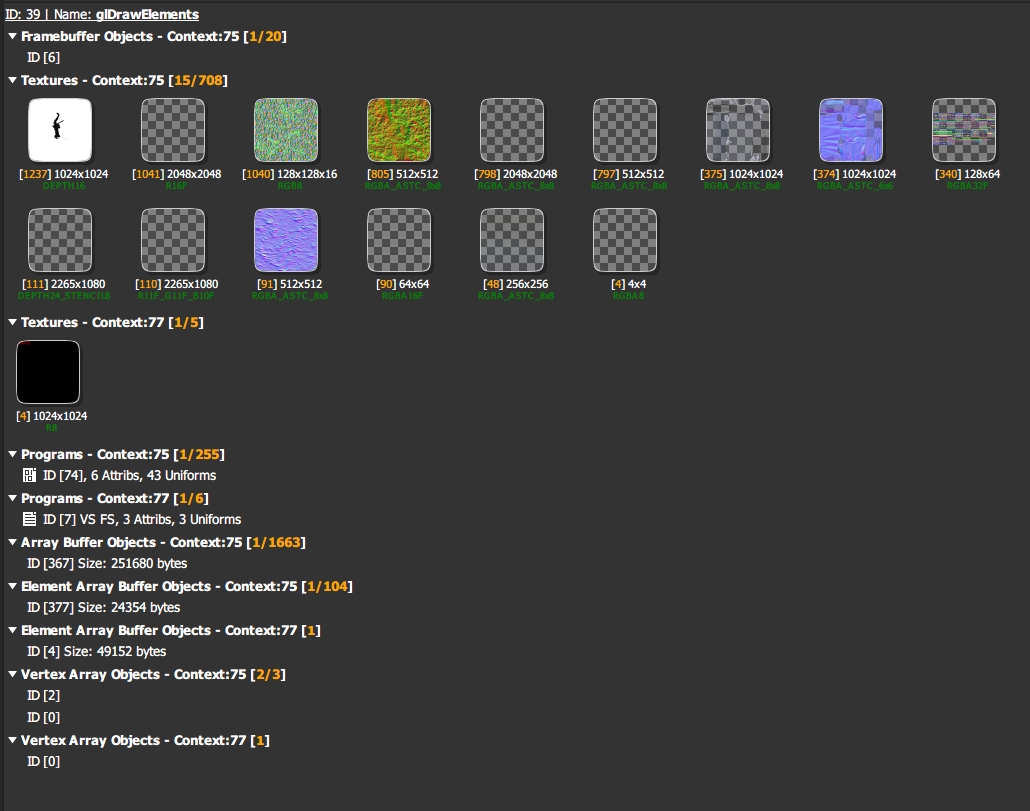 ID: 39 | Name: glDrawElements
Framebuffer Objects - Context:75 [1/20]
ID [6]
Textures - Context:75 [15/708]
[1237] 1024x1024 [1041] 2048x2048 [1040] 128x128x16 [805] 512x512 [798] 2048x2048 [797] 512x512 [375] 1024x1024 [374] 1024x1024 [340] 128x64
DEPTH16 R16F RGB8 RGBA_ASTC_8x8 RGBA_ASTC_8x8 RGBA_ASTC_8x8 RGBA_ASTC_8x8 RGBA_ASTC_6x6 RGBA32F
[111] 2265x1080 [110] 2265x1080 [91] 512x512 [90] 64x64 [48] 256x256 [4] 4x4
DEPTH24_STENCIL8 R11F_G11F_B10F RGBA_ASTC_8x8 RGBA16F RGBA_ASTC_8x8 RGBA8
Textures - Context:77 [1/5]
[4] 1024x1024
R8
Programs - Context:75 [1/255]
ID [74], 6 Attribs, 43 Uniforms
Programs - Context:77 [1/6]
ID [7] VS FS, 3 Attribs, 3 Uniforms
Array Buffer Objects - Context:75 [1/1663]
ID [367] Size: 251680 bytes
Element Array Buffer Objects - Context:75 [1/104]
ID [377] Size: 24354 bytes
Element Array Buffer Objects - Context:77 [1]
ID [4] Size: 49152 bytes
Vertex Array Objects - Context:75 [2/3]
ID [2]
ID [0]
Vertex Array Objects - Context:77 [1]
ID [0]